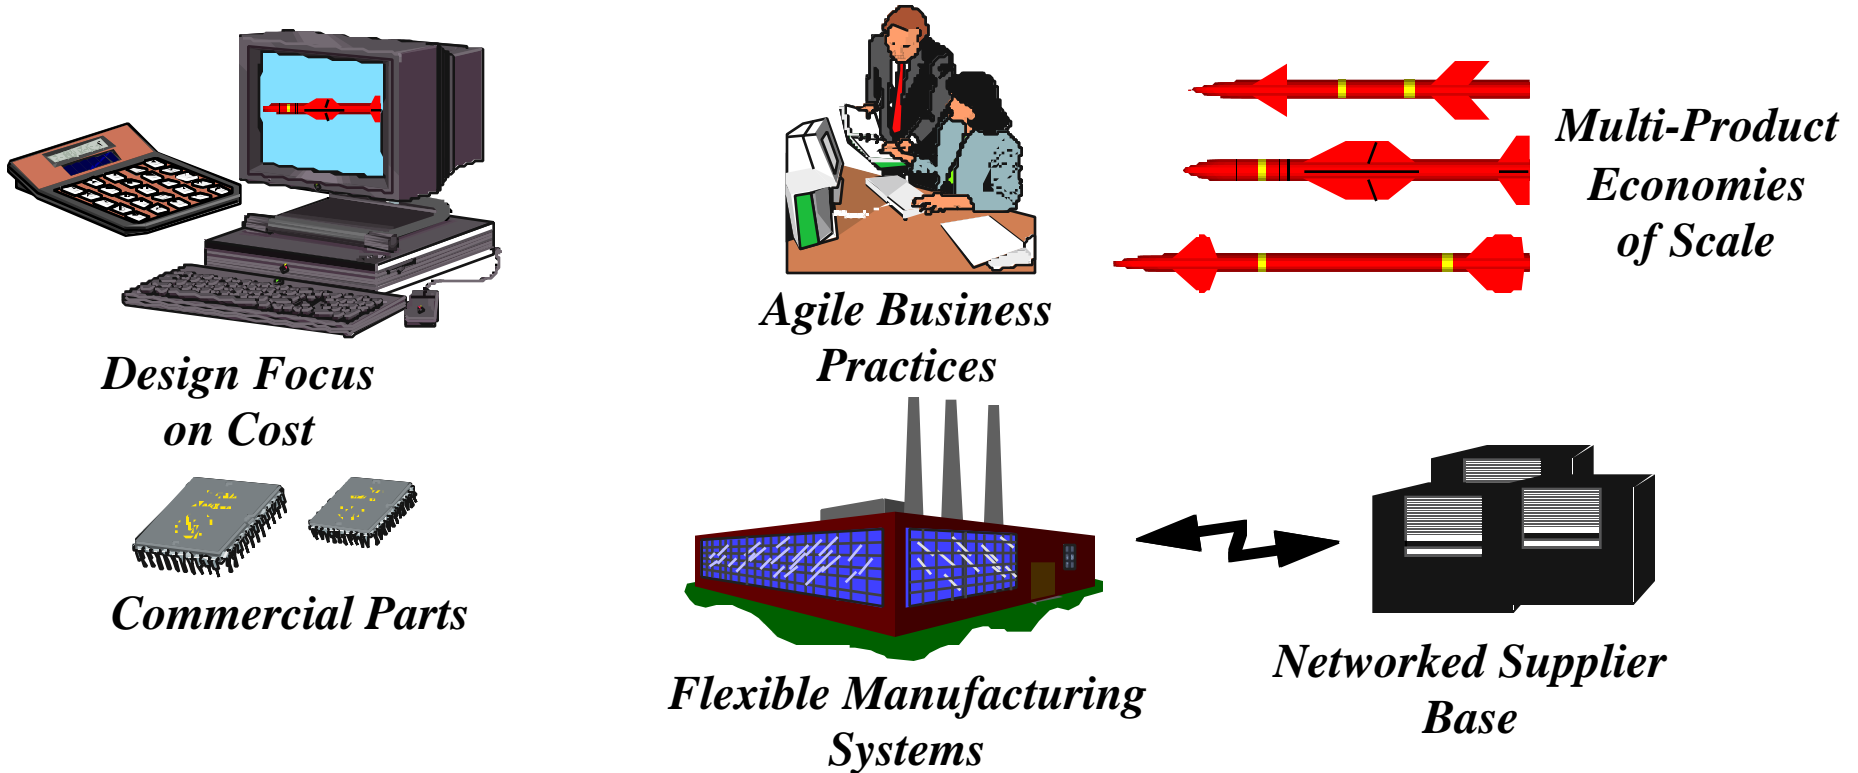 Design Focus
on Cost
Commercial Parts
Agile Business
Practices
Multi-Product
Economies
of Scale
Flexible Manufacturing
Systems
Networked Supplier
Base